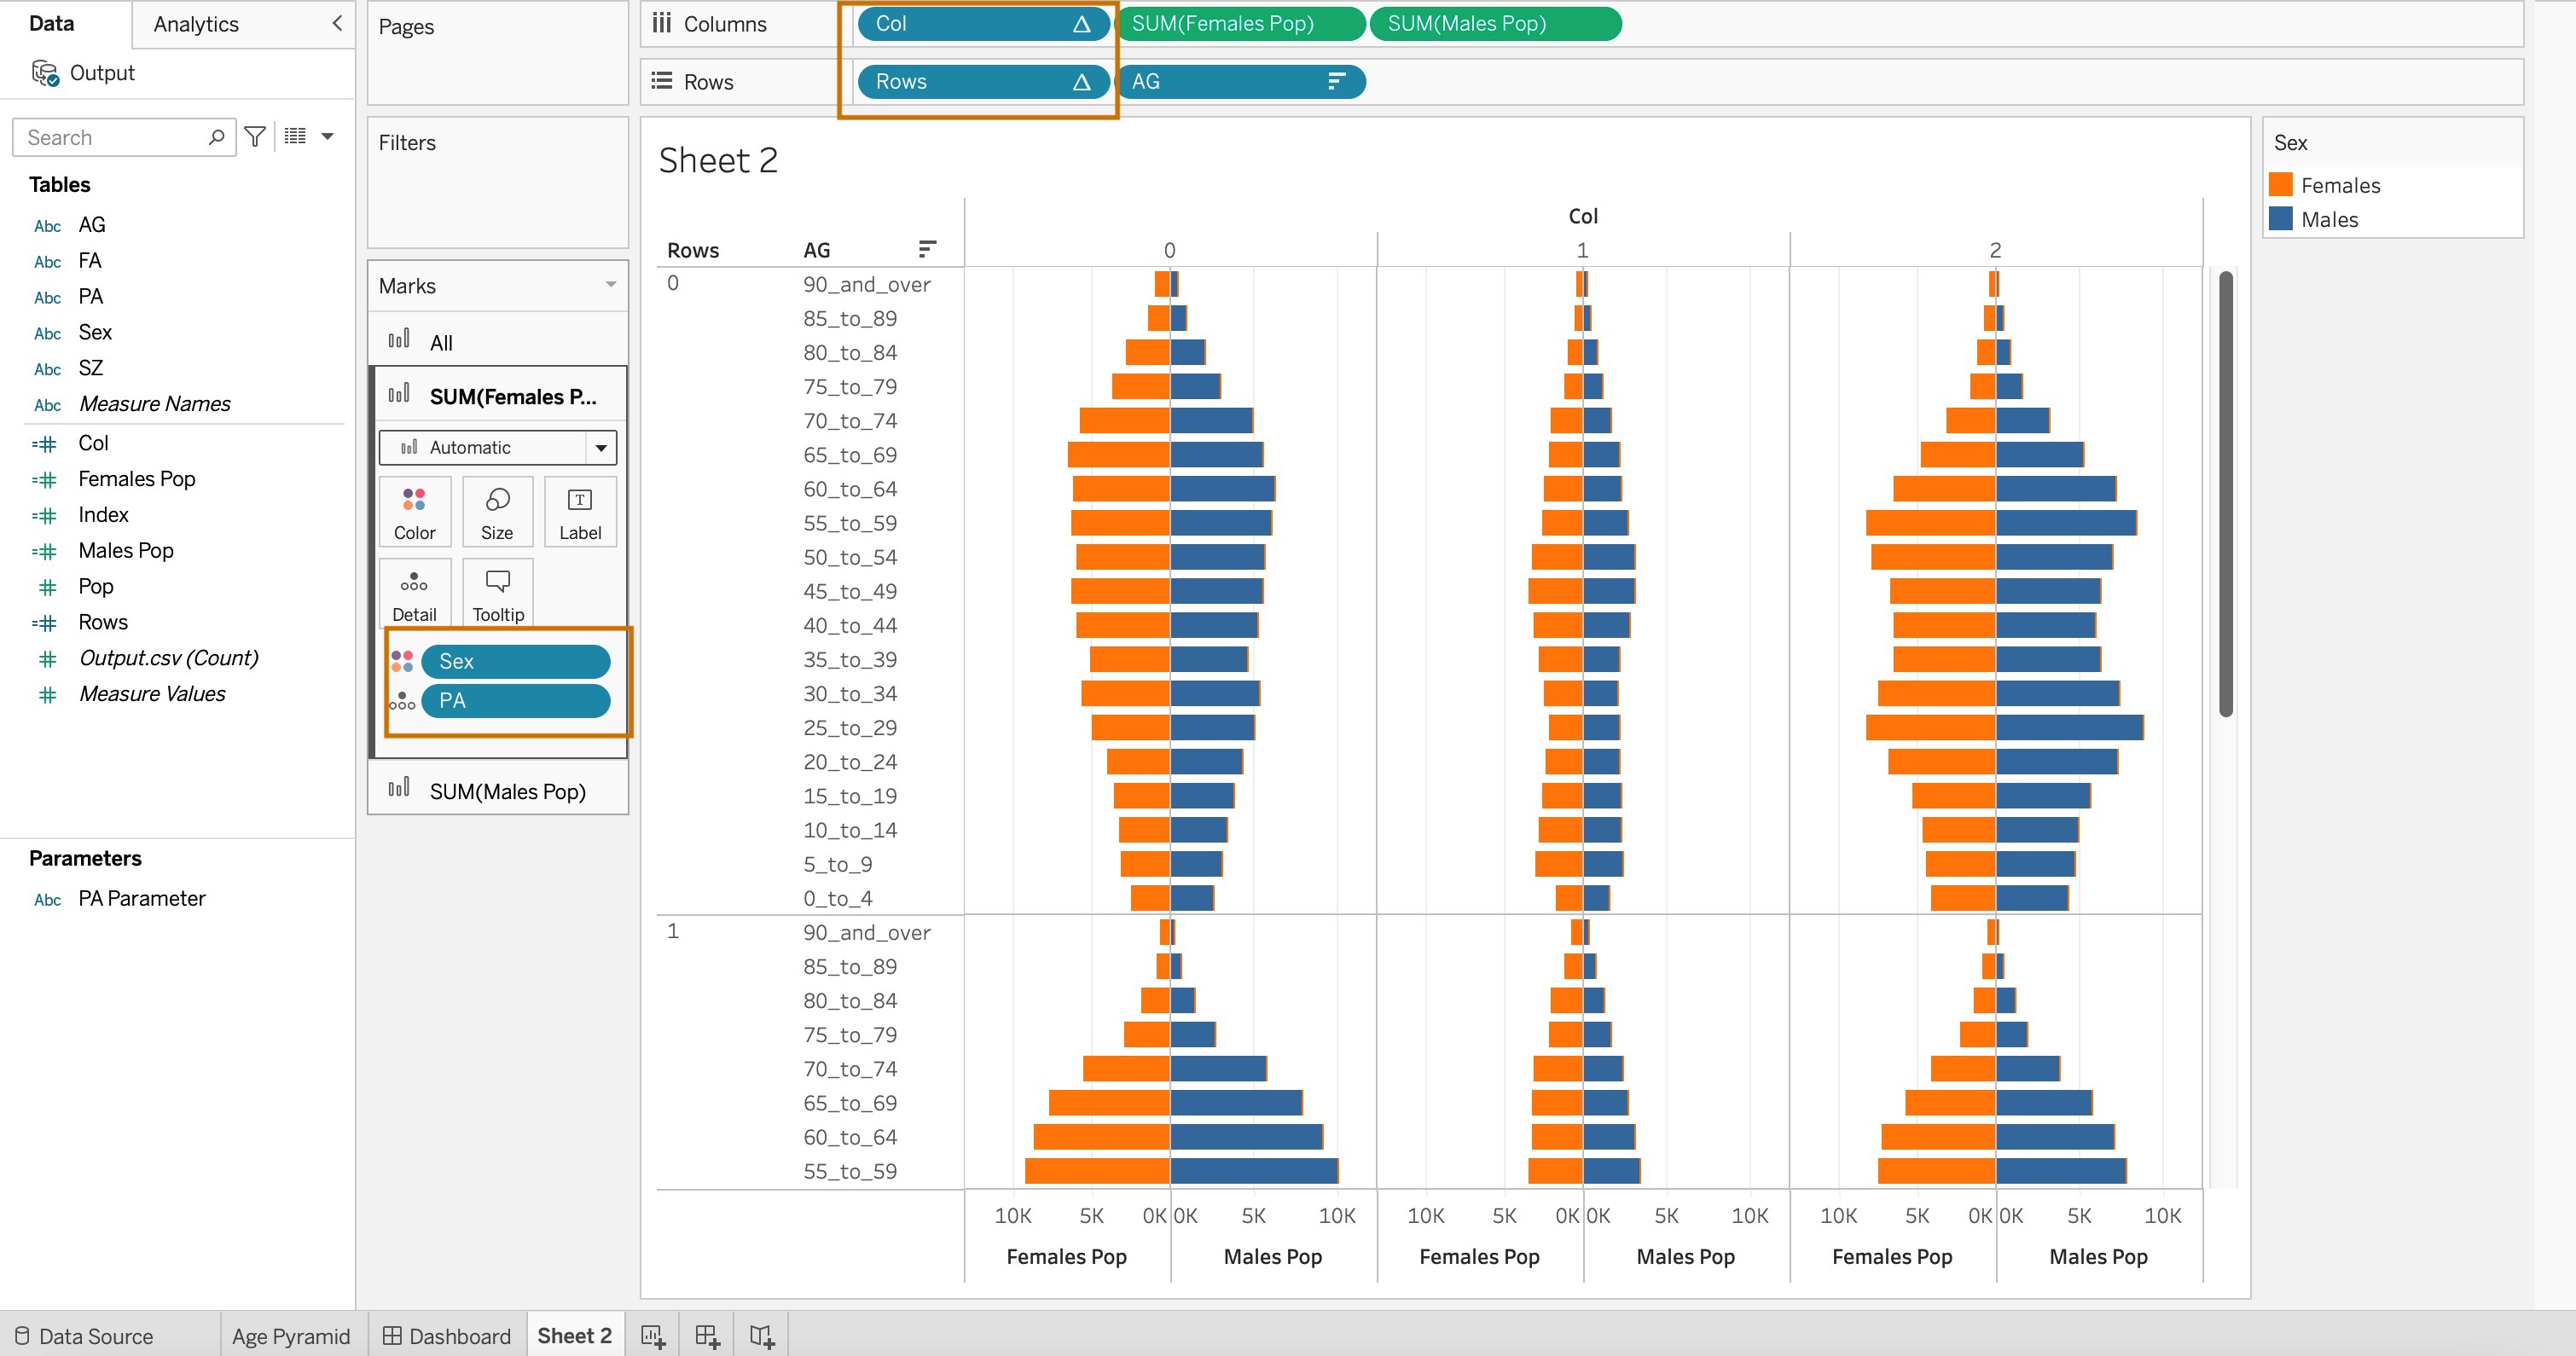 Data
Analytics
Output
Search
Tables
Abc AG
Abc FA
Abc PA
Abc Sex
Abc SZ
Abc Measure Names
Col
Females Pop
Index
Males Pop
Pop
Rows
Output.csv (Count)
Measure Values
Parameters
Abc PA Parameter
Pages
Filters
Marks
All
SUM(Females P...
Automatic
Color Size Label
Detail Tooltip
Sex
PA
SUM(Males Pop)
Columns Col SUM(Females Pop) SUM(Males Pop)
Rows Rows AG
Sheet 2
Col
Rows AG 0 1 2
0 90_and_over
85_to_89
80_to_84
75_to_79
70_to_74
65_to_69
60_to_64
55_to_59
50_to_54
45_to_49
40_to_44
35_to_39
30_to_34
25_to_29
20_to_24
15_to_19
10_to_14
5_to_9
0_to_4
1 90_and_over
85_to_89
80_to_84
75_to_79
70_to_74
65_to_69
60_to_64
55_to_59
10K 5K 0K 0K 5K 10K 10K 5K 0K 0K 5K 10K 10K 5K 0K 0K 5K 10K
Females Pop Males Pop Females Pop Males Pop Females Pop Males Pop
Sex
Females
Males
Data Source Age Pyramid Dashboard Sheet 2